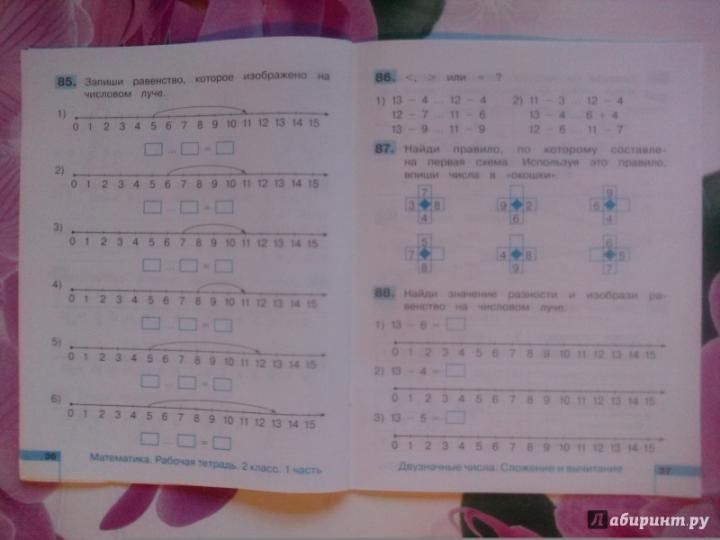 85. Запиши равенство, которое изображено на
числовом луче.
1)
0 1 2 3 4 5 6 7 8 9 10 11 12 13 14 15
... =
2)
0 1 2 3 4 5 6 7 8 9 10 11 12 13 14 15
... =
3)
0 1 2 3 4 5 6 7 8 9 10 11 12 13 14 15
... =
4)
0 1 2 3 4 5 6 7 8 9 10 11 12 13 14 15
... =
5)
0 1 2 3 4 5 6 7 8 9 10 11 12 13 14 15
... =
6)
0 1 2 3 4 5 6 7 8 9 10 11 12 13 14 15
... =
36 Математика. Рабочая тетрадь. 2 класс. 1 часть
86. <, > или = ?
1) 13 – 4 ... 12 – 4 2) 11 – 3 ... 12 – 4
12 – 7 ... 11 – 6 13 – 4 ... 6 + 4
13 – 9 ... 11 – 9 12 – 6 ... 11 – 7
87. Найди правило, по которому составле-
на первая схема. Используя это правило,
впиши числа в «окошки».
7 9
3 8 9 2 6
4 6 4
5 6
7 4 8 5
8 9 7
88. Найди значение разности и изобрази ра-
венство на числовом луче.
1) 13 – 6 =
0 1 2 3 4 5 6 7 8 9 10 11 12 13 14 15
2) 13 – 4 =
0 1 2 3 4 5 6 7 8 9 10 11 12 13 14 15
3) 13 – 5 =
0 1 2 3 4 5 6 7 8 9 10 11 12 13 14 15
Двузначные числа. Сложение и вычитание 37
Лабиринт.ру